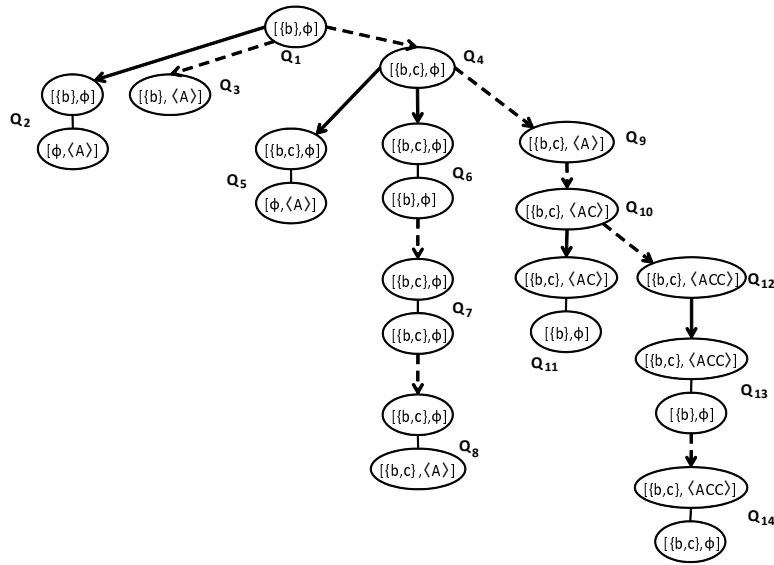 [{b},ϕ]
Q1
Q4
[{b,c},ϕ]
[{b},ϕ]
[{b},〈A〉]
Q3
Q2
[ϕ,〈A〉]
[{b,c},ϕ]
[{b,c},ϕ]
[{b,c},〈A〉]
Q9
Q5
Q6
[ϕ,〈A〉]
[{b},ϕ]
[{b,c},〈AC〉]
Q10
[{b,c},ϕ]
[{b,c},〈AC〉]
[{b,c},〈ACC〉]
Q12
Q7
[{b,c},ϕ]
[{b},ϕ]
Q11
[{b,c},〈ACC〉]
Q13
[{b,c},ϕ]
[{b},ϕ]
Q8
[{b,c},〈A〉]
[{b,c},〈ACC〉]
Q14
[{b,c},ϕ]